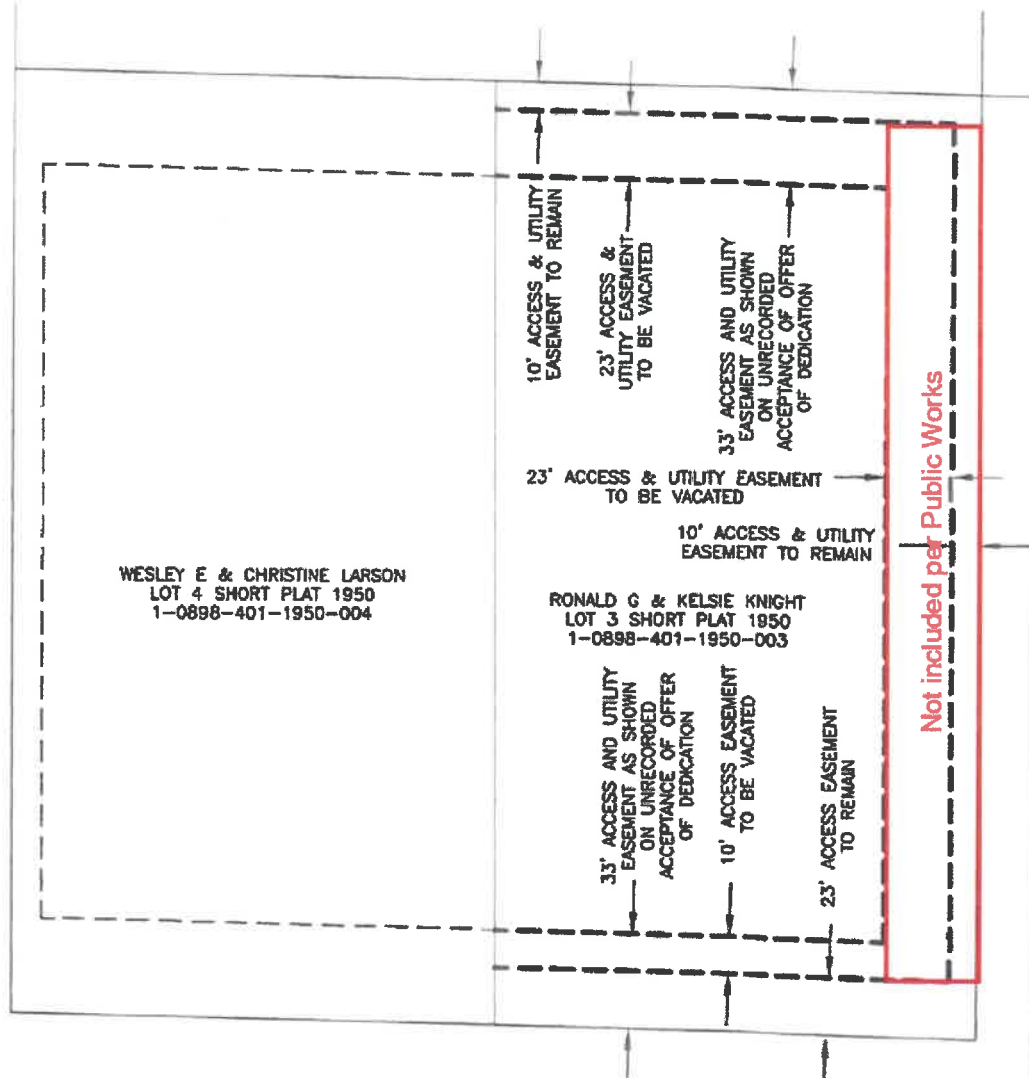 10' ACCESS & UTILITY
EASEMENT TO REMAIN
23' ACCESS &
UTILITY EASEMENT
TO BE VACATED
33' ACCESS AND UTILITY
EASEMENT AS SHOWN
ON UNRECORDED
ACCEPTANCE OF OFFER
OF DEDICATION
23' ACCESS & UTILITY EASEMENT
TO BE VACATED
10' ACCESS & UTILITY
EASEMENT TO REMAIN
Not included per Public Works
WESLEY E & CHRISTINE LARSON
LOT 4 SHORT PLAT 1950
1-0898-401-1950-004
RONALD G & KELSIE KNIGHT
LOT 3 SHORT PLAT 1950
1-0898-401-1950-003
33' ACCESS AND UTILITY
EASEMENT AS SHOWN
ON UNRECORDED
ACCEPTANCE OF OFFER
OF DEDICATION
10' ACCESS EASEMENT
TO BE VACATED
23' ACCESS EASEMENT
TO REMAIN